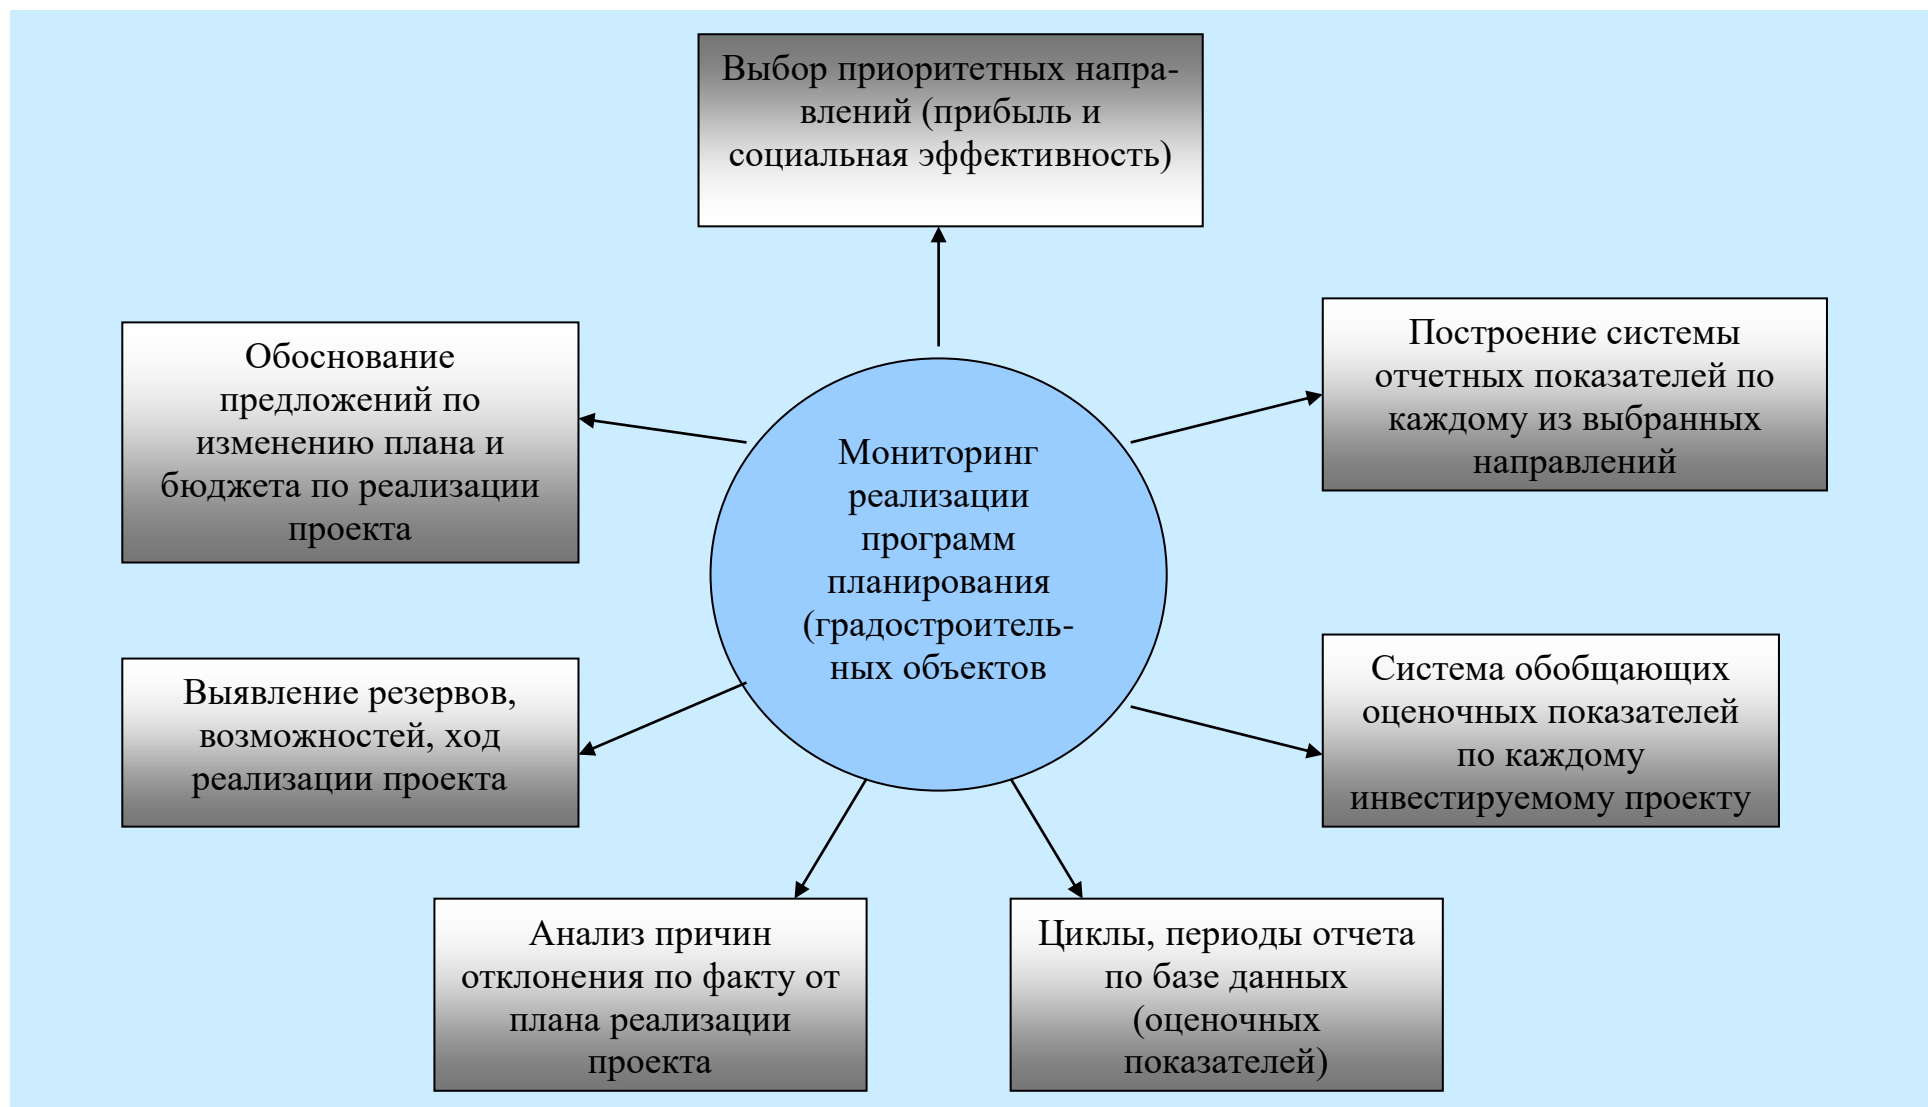 Выбор приоритетных напра-
влений (прибыль и
социальная эффективность)
Построение системы
отчетных показателей по
каждому из выбранных
направлений
Обоснование
предложений по
изменению плана и
бюджета по реализации
проекта
Мониторинг
реализации
программ
планирования
(градостроитель-
ных объектов
Система обобщающих
оценочных показателей
по каждому
инвестируемому проекту
Выявление резервов,
возможностей, ход
реализации проекта
Анализ причин
отклонения по факту от
плана реализации
проекта
Циклы, периоды отчета
по базе данных
(оценочных
показателей)